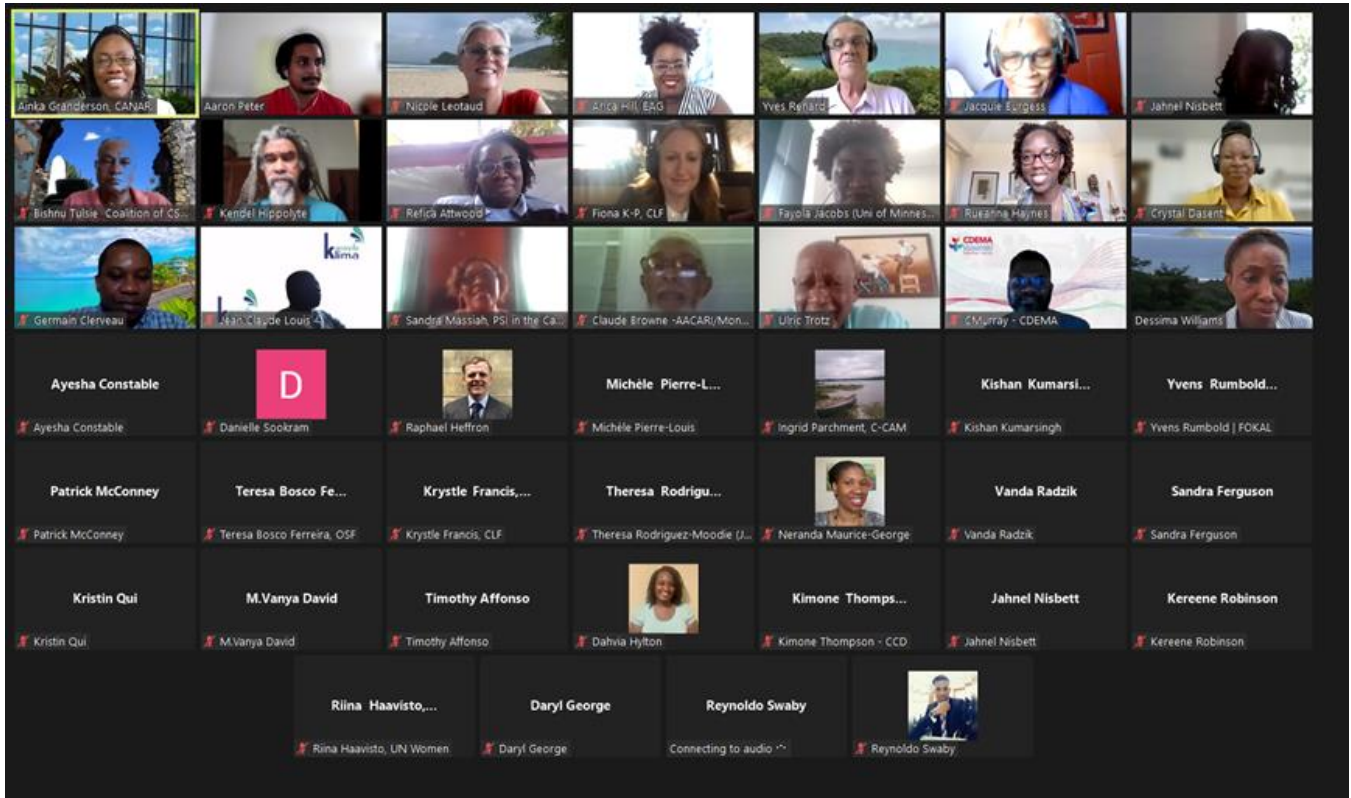 Ainka Granderson, CANAR
Aaron Peter
Nicole Leotaud
Arica Hill, EAG
Yves Renard
Jacquie Burgess
Jahnel Nisbett
Bishnu Tulsie Coalition of CS...
Kendel Hippolyte
Refica Attwood
Fiona K-P, CLF
Fayola Jacobs (Uni of Minnes...
Rueanna Haynes
Crystal Dasent
Germain Clerveau
klima
Jean Claude Louis
Sandra Massiah, PSI in the Ca...
Claude Browne -AACARI/Mon...
Ulric Trotz
CDEMA
CMurray - CDEMA
Dessima Williams
Ayesha Constable
Ayesha Constable
D
Danielle Sookram
Raphael Heffron
Michèle Pierre-L...
Michèle Pierre-Louis
Ingrid Parchment, C-CAM
Kishan Kumarsi...
Kishan Kumarsingh
Yvens Rumbold...
Yvens Rumbold | FOKAL
Patrick McConney
Patrick McConney
Teresa Bosco Fe...
Teresa Bosco Ferreira, OSF
Krystle Francis,...
Krystle Francis, CLF
Theresa Rodrigu...
Theresa Rodriguez-Moodie (J...
Neranda Maurice-George
Vanda Radzik
Vanda Radzik
Sandra Ferguson
Sandra Ferguson
Kristin Qui
Kristin Qui
M.Vanya David
M.Vanya David
Timothy Affonso
Timothy Affonso
Dahvia Hylton
Kimone Thomps...
Kimone Thompson - CCD
Jahnel Nisbett
Jahnel Nisbett
Kereene Robinson
Kereene Robinson
Riina Haavisto,...
Riina Haavisto, UN Women
Daryl George
Daryl George
Reynoldo Swaby
Connecting to audio
Reynoldo Swaby